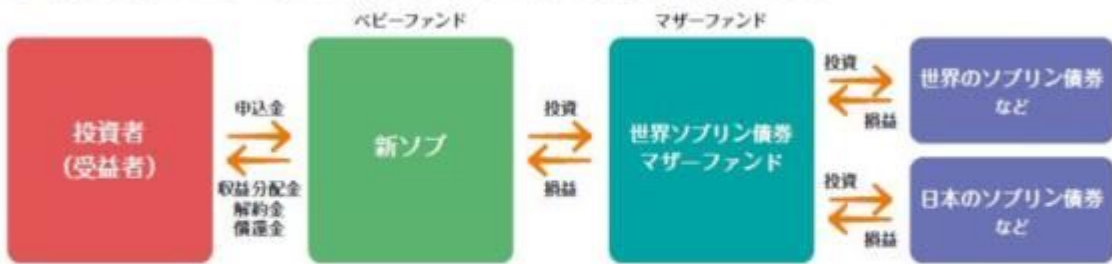 ベビーファンド
マザーファンド
投資者
(受益者)
申込金
収益分配金
解約金
償還金
新ソブ
投資
損益
世界ソブリン債券
マザーファンド
投資
損益
世界のソブリン債券
など
投資
損益
日本のソブリン債券
など